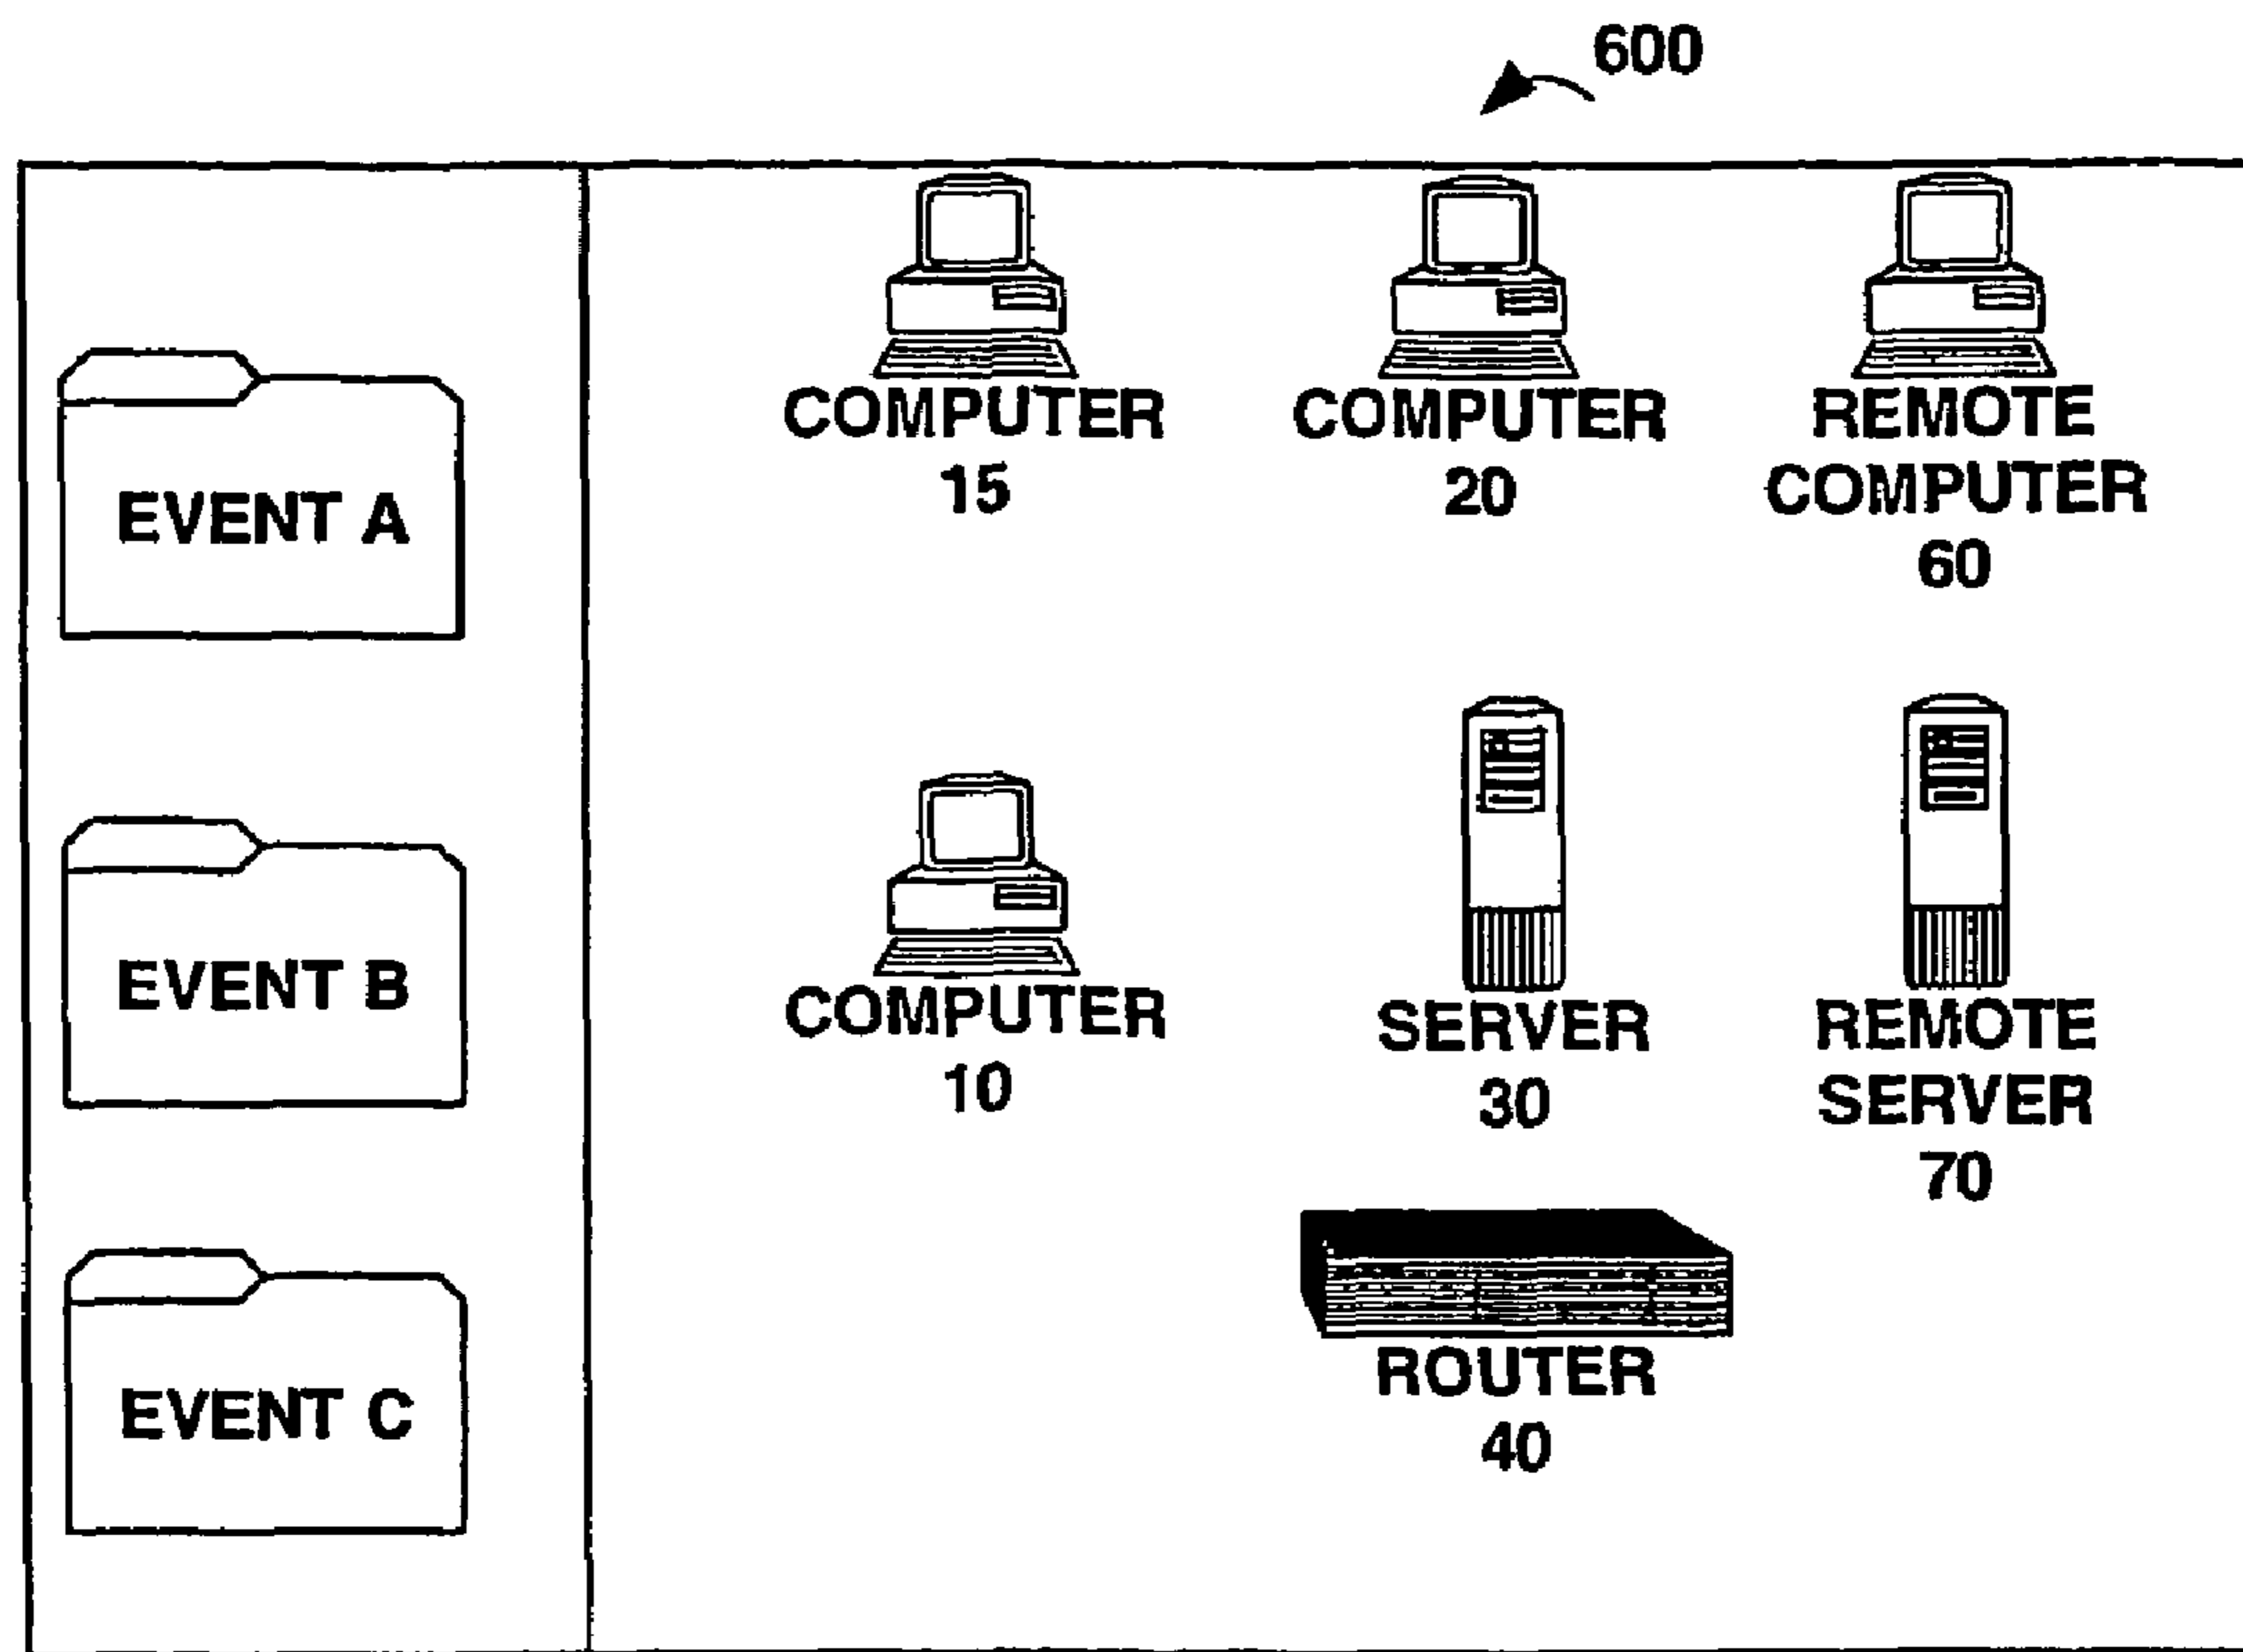 600
EVENT A
EVENT B
EVENT C
COMPUTER
15
COMPUTER
20
REMOTE
COMPUTER
60
COMPUTER
10
SERVER
30
REMOTE
SERVER
70
ROUTER
40